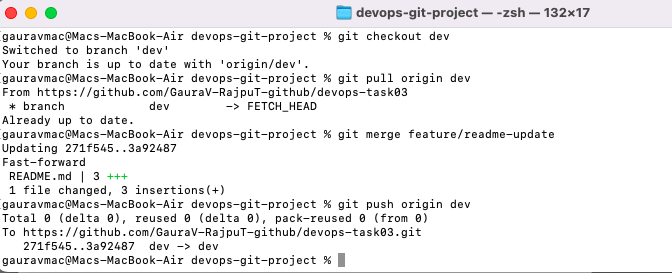 devops-git-project — -zsh — 132×17
[gauravmac@Macs-MacBook-Air devops-git-project % git checkout dev
Switched to branch 'dev'
Your branch is up to date with 'origin/dev'.
[gauravmac@Macs-MacBook-Air devops-git-project % git pull origin dev
From https://github.com/GauraV-RajpuT-github/devops-task03
 * branch            dev        -> FETCH_HEAD
Already up to date.
[gauravmac@Macs-MacBook-Air devops-git-project % git merge feature/readme-update
Updating 271f545..3a92487
Fast-forward
 README.md | 3 +++
 1 file changed, 3 insertions(+)
[gauravmac@Macs-MacBook-Air devops-git-project % git push origin dev
Total 0 (delta 0), reused 0 (delta 0), pack-reused 0 (from 0)
To https://github.com/GauraV-RajpuT-github/devops-task03.git
   271f545..3a92487  dev -> dev
gauravmac@Macs-MacBook-Air devops-git-project %